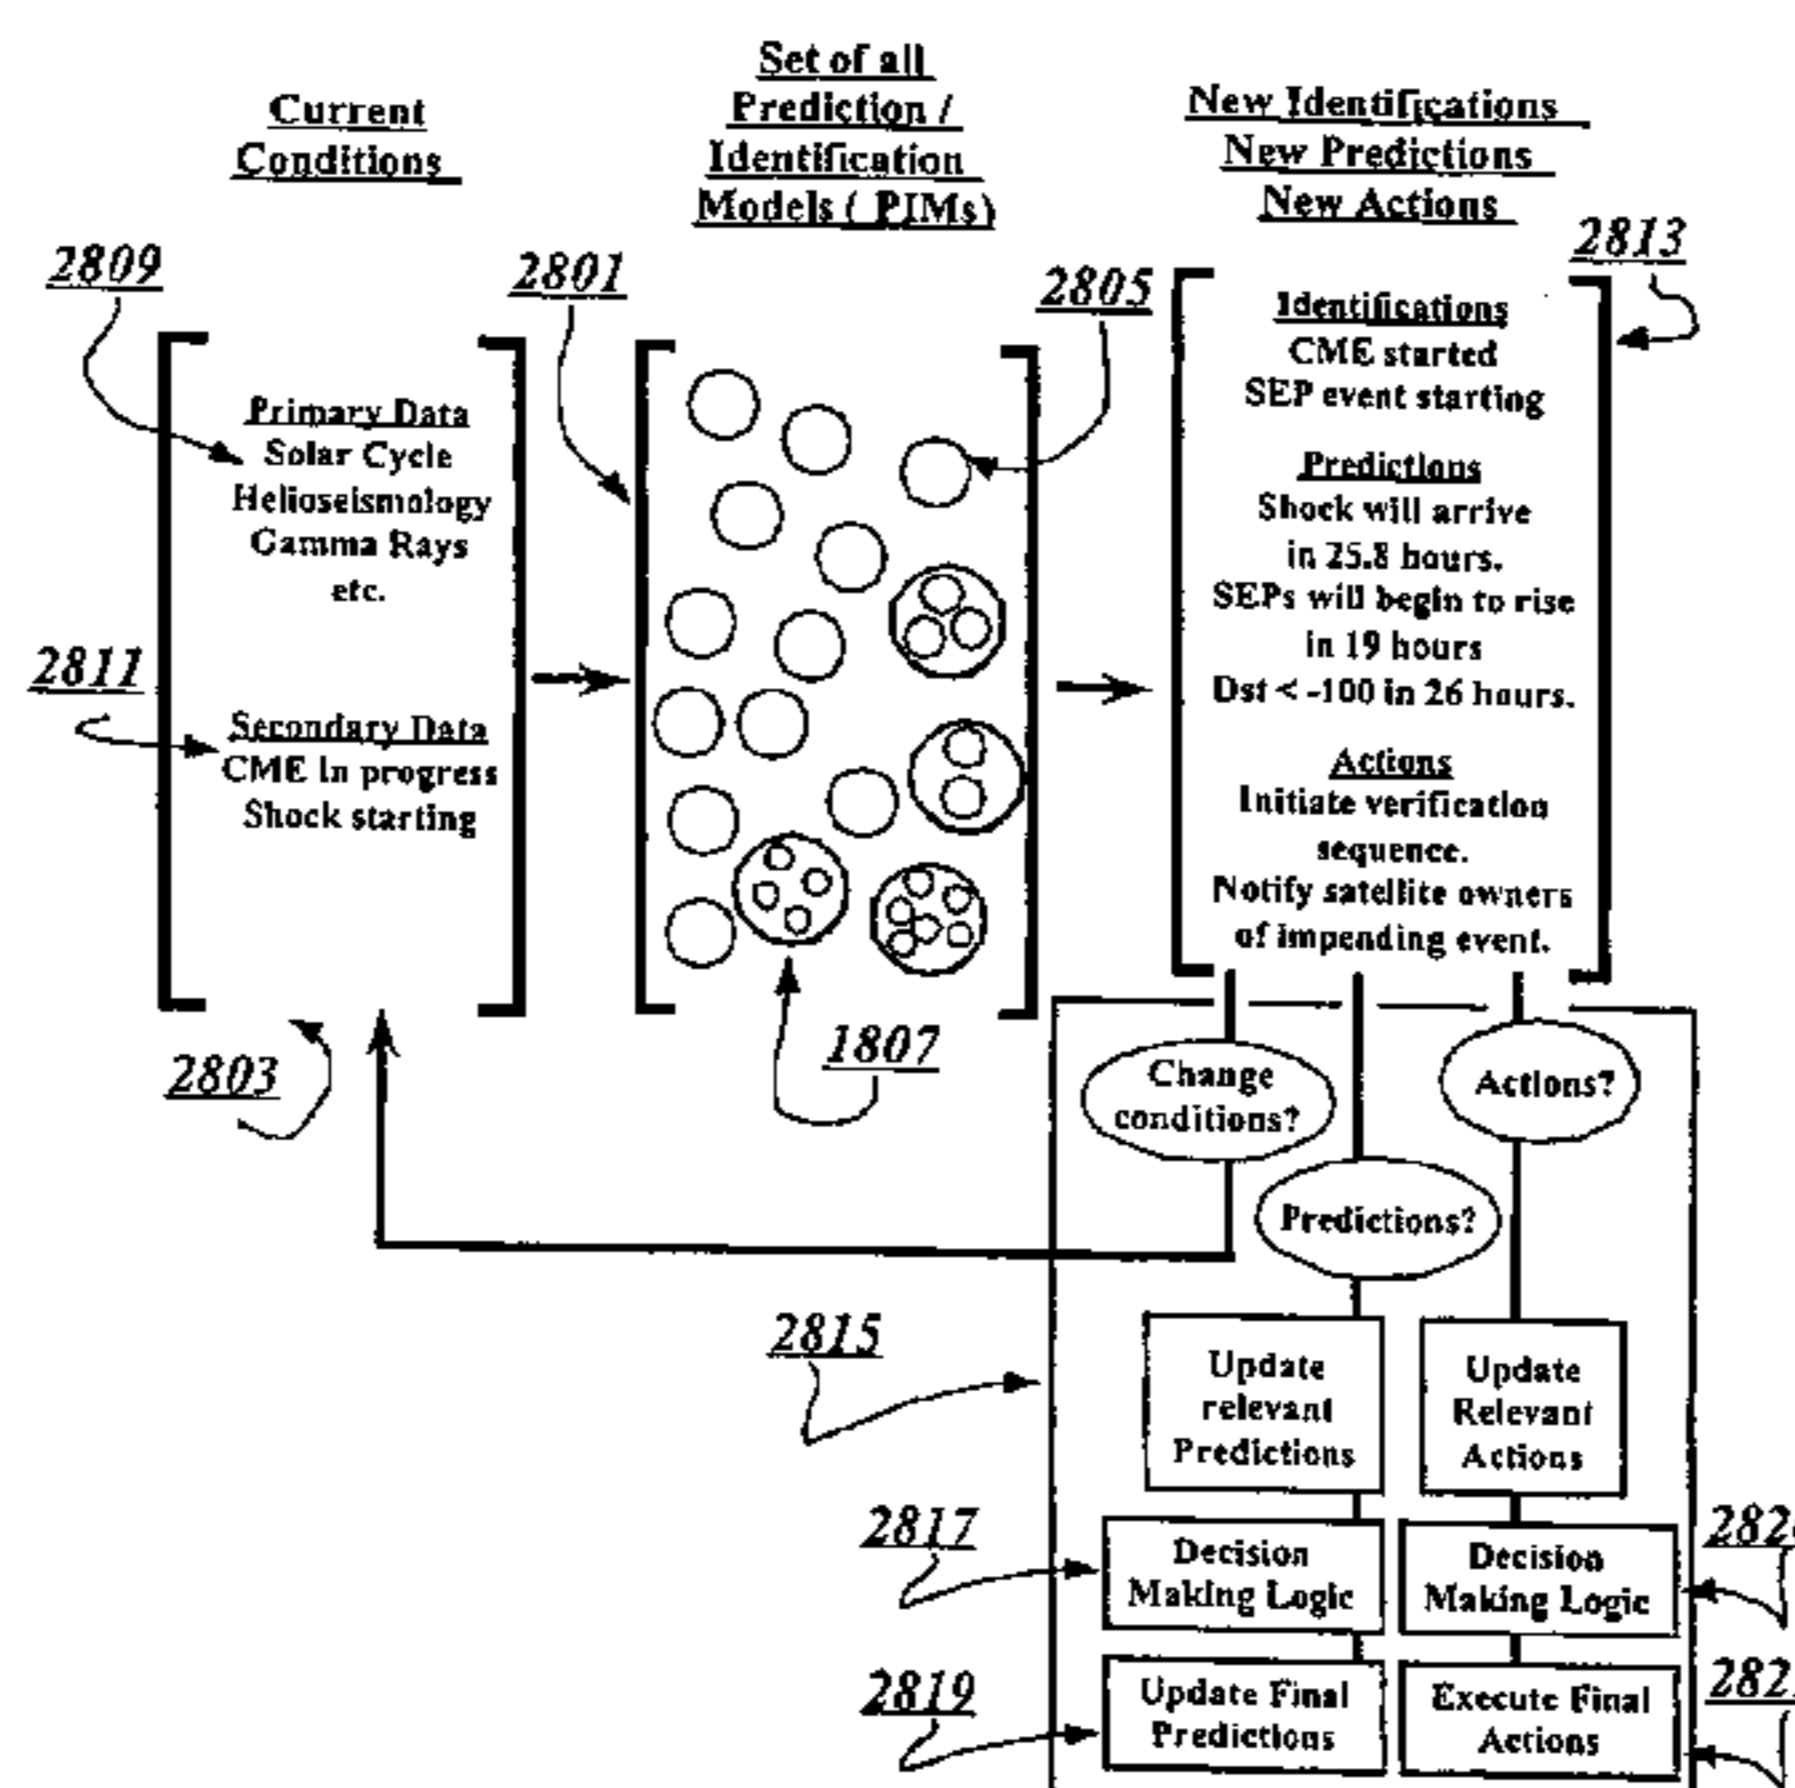 Current
Conditions
Set of all
Prediction /
Identification
Models ( PIMs)
New Identifications
New Predictions
New Actions
2809
2801
2805
2813
Primary Data
Solar Cycle
Helioseismology
Gamma Rays
etc.
2811
Secondary Data
CME In progress
Shock starting
2803
1807
Identifications
CME started
SEP event starting
Predictions
Shock will arrive
in 25.8 hours.
SEPs will begin to rise
in 19 hours
Dst < -100 in 26 hours.
Actions
Initiate verification
sequence.
Notify satellite owners
of impending event.
Change
conditions?
Actions?
Predictions?
2815
Update
relevant
Predictions
Update
Relevant
Actions
2817
Decision
Making Logic
Decision
Making Logic
2819
Update Final
Predictions
Execute Final
Actions